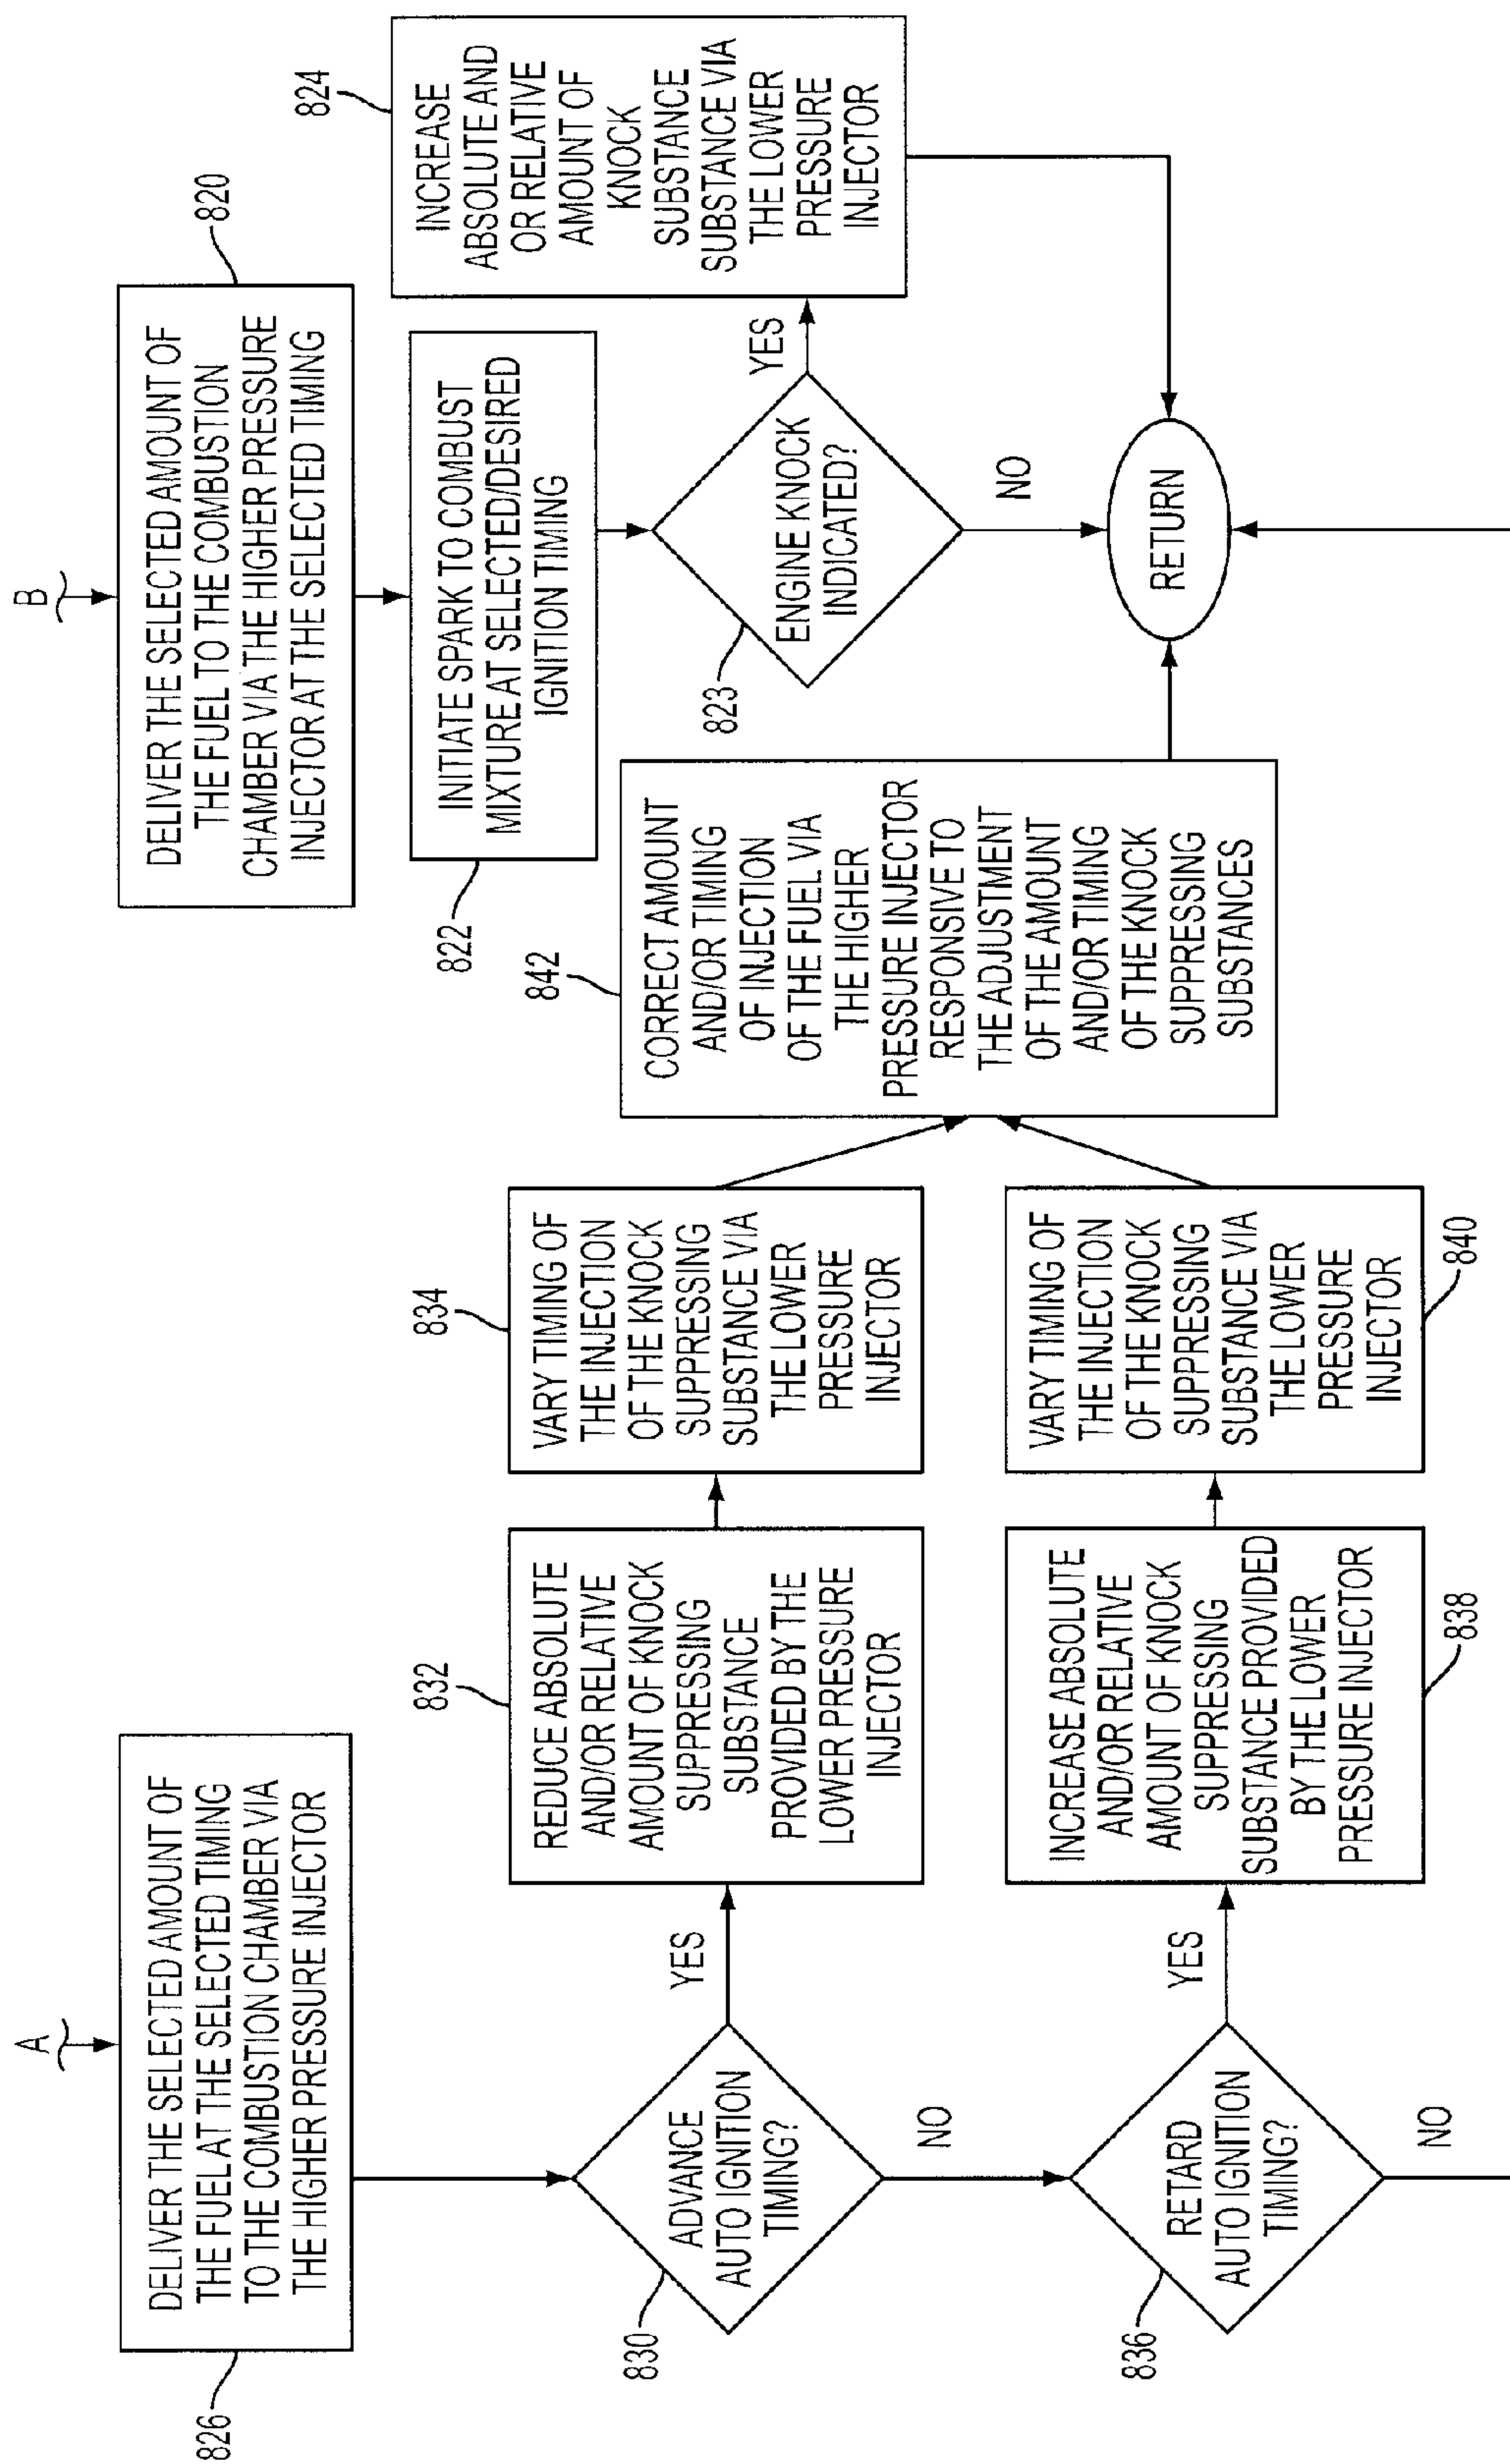 A
DELIVER THE SELECTED AMOUNT OF
THE FUEL AT THE SELECTED TIMING
TO THE COMBUSTION CHAMBER VIA
THE HIGHER PRESSURE INJECTOR
826
ADVANCE
AUTO IGNITION
TIMING?
830
YES
NO
REDUCE ABSOLUTE
AND/OR RELATIVE
AMOUNT OF KNOCK
SUPPRESSING
SUBSTANCE
PROVIDED BY THE
LOWER PRESSURE
INJECTOR
832
VARY TIMING OF
THE INJECTION
OF THE KNOCK
SUPPRESSING
SUBSTANCE VIA
THE LOWER
PRESSURE
INJECTOR
834
RETARD
AUTO IGNITION
TIMING?
836
YES
NO
INCREASE ABSOLUTE
AND/OR RELATIVE
AMOUNT OF KNOCK
SUPPRESSING
SUBSTANCE PROVIDED
BY THE LOWER
PRESSURE INJECTOR
838
VARY TIMING OF
THE INJECTION
OF THE KNOCK
SUPPRESSING
SUBSTANCE VIA
THE LOWER
PRESSURE
INJECTOR
840
CORRECT AMOUNT
AND/OR TIMING
OF INJECTION
OF THE FUEL VIA
THE HIGHER
PRESSURE INJECTOR
RESPONSIVE TO
THE ADJUSTMENT
OF THE AMOUNT
AND/OR TIMING
OF THE KNOCK
SUPPRESSING
SUBSTANCES
842
B
DELIVER THE SELECTED AMOUNT OF
THE FUEL TO THE COMBUSTION
CHAMBER VIA THE HIGHER PRESSURE
INJECTOR AT THE SELECTED TIMING
820
INITIATE SPARK TO COMBUST
MIXTURE AT SELECTED/DESIRED
IGNITION TIMING
822
ENGINE KNOCK
INDICATED?
823
YES
NO
INCREASE
ABSOLUTE AND
OR RELATIVE
AMOUNT OF
KNOCK
SUBSTANCE
SUBSTANCE VIA
THE LOWER
PRESSURE
INJECTOR
824
RETURN